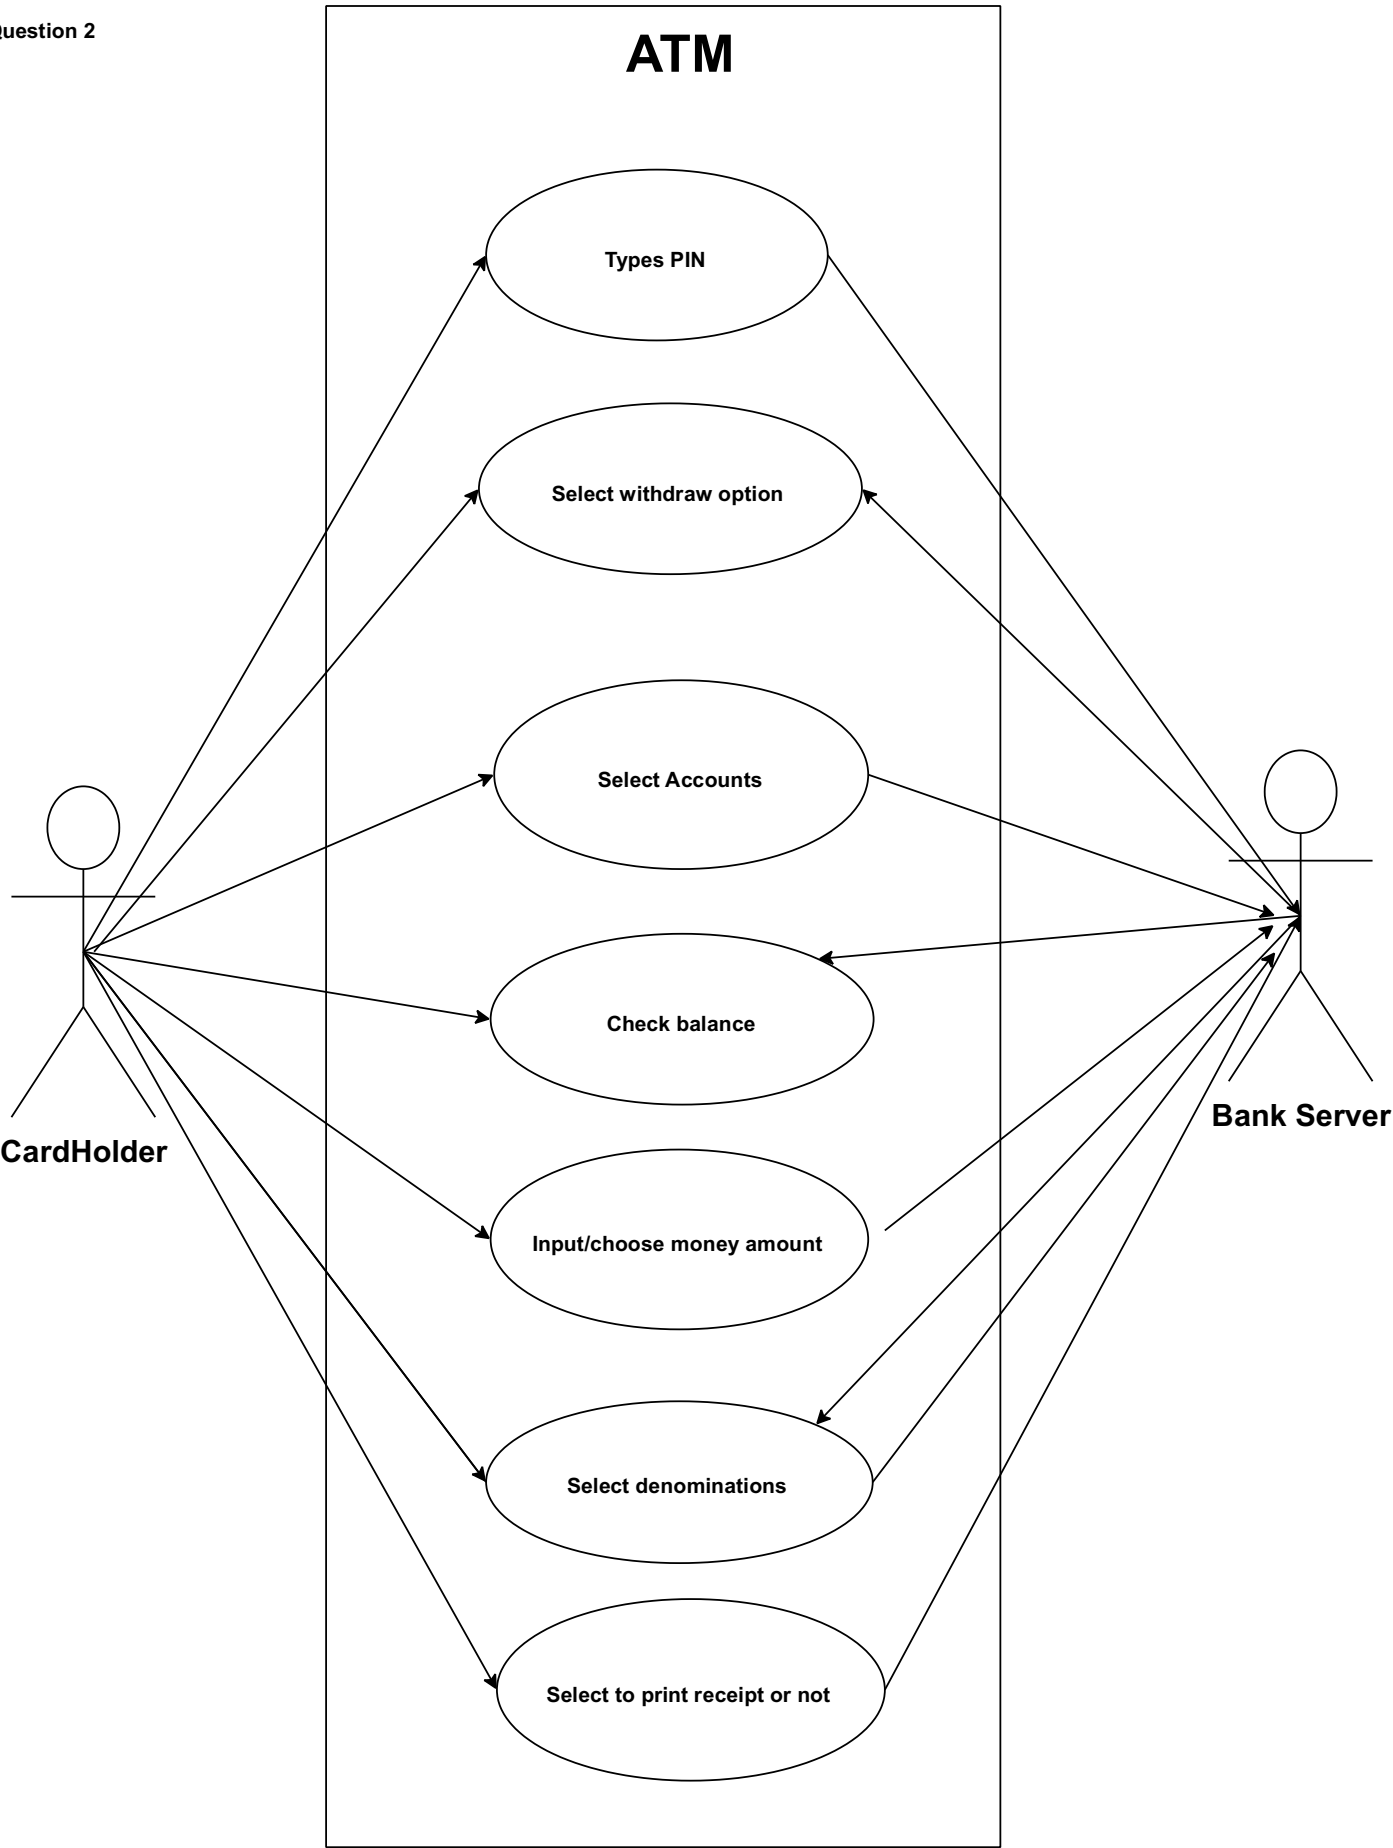 uestion 2
ATM
Types PIN
Select withdraw option
Select Accounts
Check balance
Bank Server
CardHolder
Input/choose money amount
Select denominations
Select to print receipt or not